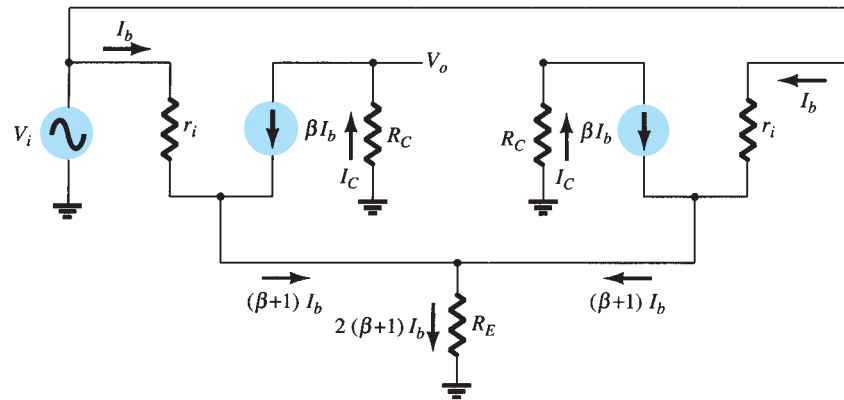 I_b
V_i
r_i
βI_b
I_C
R_C
V_o
R_C
I_C
βI_b
r_i
I_b
(β+1) I_b
(β+1) I_b
2 (β+1) I_b
R_E